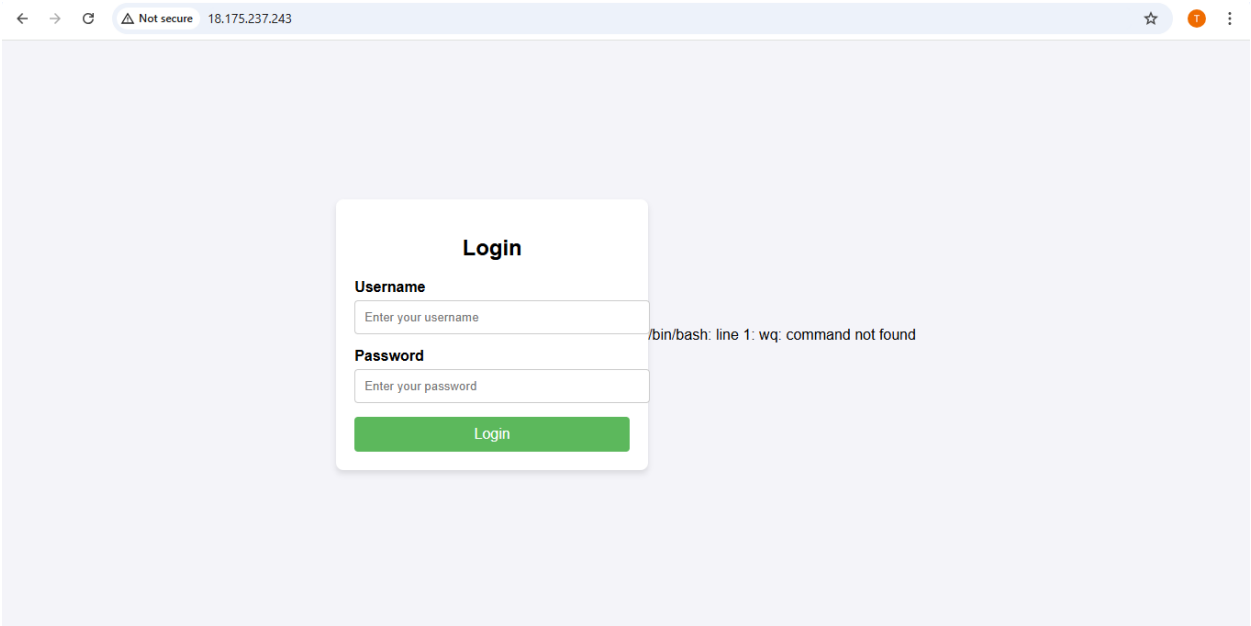 Not secure 18.175.237.243
T
Login
Username
Enter your username
/bin/bash: line 1: wq: command not found
Password
Enter your password
Login